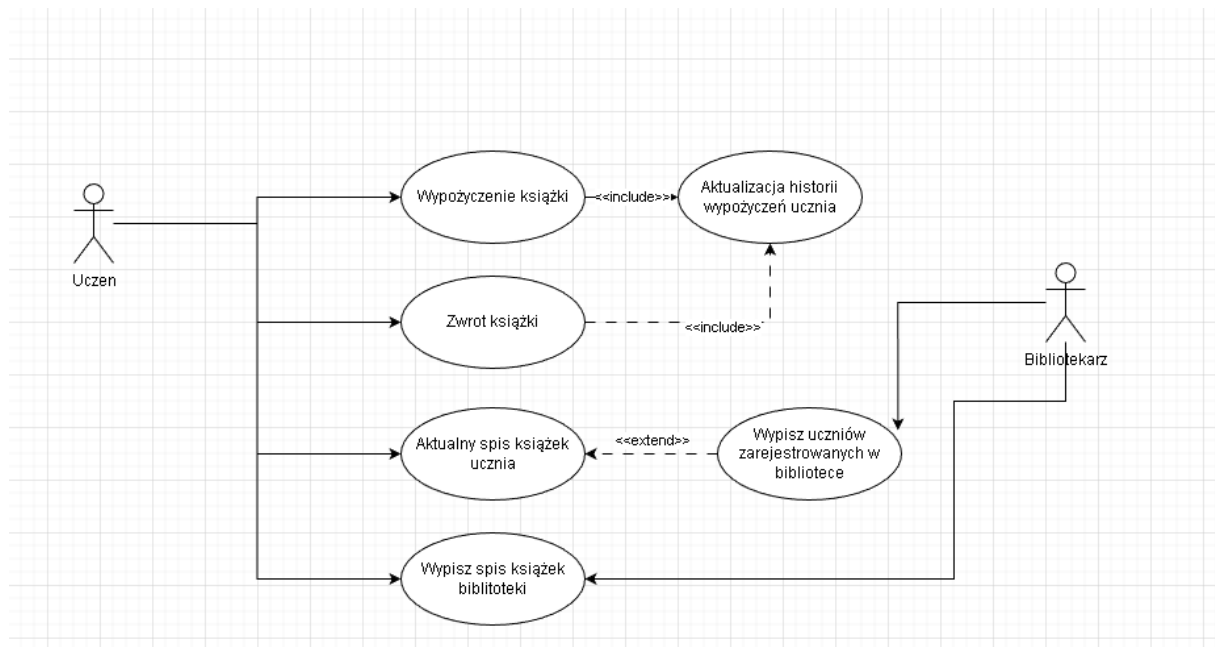 Wypożyczenie książki
<<include>>
Aktualizacja historii
wypożyczeń ucznia
Uczen
Zwrot książki
<<include>>
Bibliotekarz
Aktualny spis książek
ucznia
<<extend>>
Wypisz uczniów
zarejestrowanych w
bibliotece
Wypisz spis książek
biblitoteki